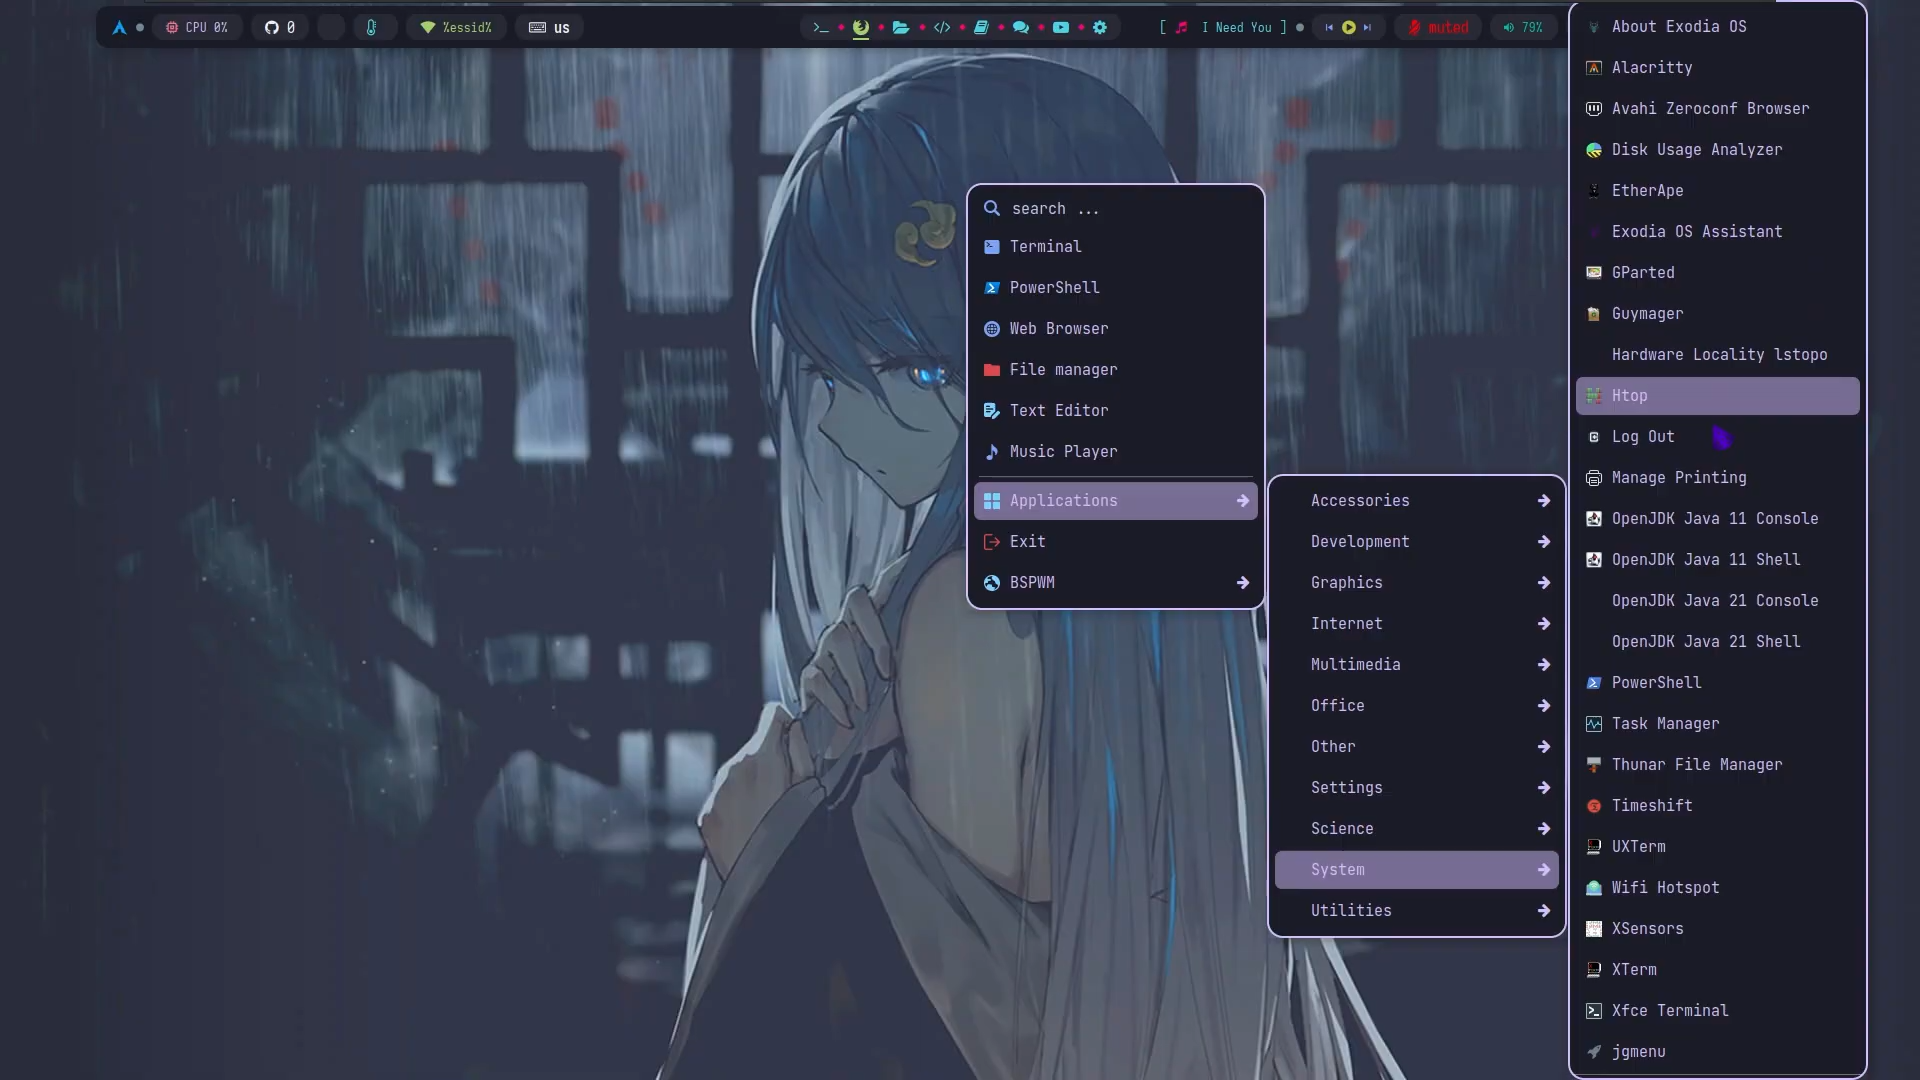 CPU 0%
0
%essid%
us
[ I Need You ]
muted
79%
search ...
Terminal
PowerShell
Web Browser
File manager
Text Editor
Music Player
Applications
Exit
BSPWM
Accessories
Development
Graphics
Internet
Multimedia
Office
Other
Settings
Science
System
Utilities
About Exodia OS
Alacritty
Avahi Zeroconf Browser
Disk Usage Analyzer
EtherApe
Exodia OS Assistant
GParted
Guymager
Hardware Locality lstopo
Htop
Log Out
Manage Printing
OpenJDK Java 11 Console
OpenJDK Java 11 Shell
OpenJDK Java 21 Console
OpenJDK Java 21 Shell
PowerShell
Task Manager
Thunar File Manager
Timeshift
UXTerm
Wifi Hotspot
XSensors
XTerm
Xfce Terminal
jgmenu